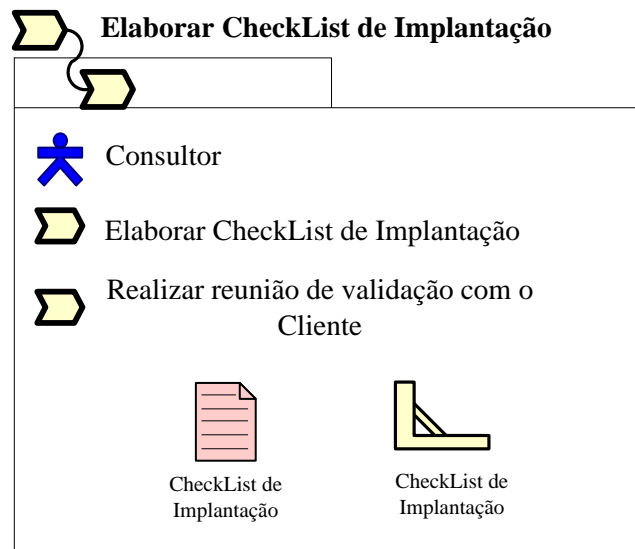 Elaborar CheckList de Implantação
Consultor
Elaborar CheckList de Implantação
Realizar reunião de validação com o
Cliente
CheckList de
Implantação
CheckList de
Implantação